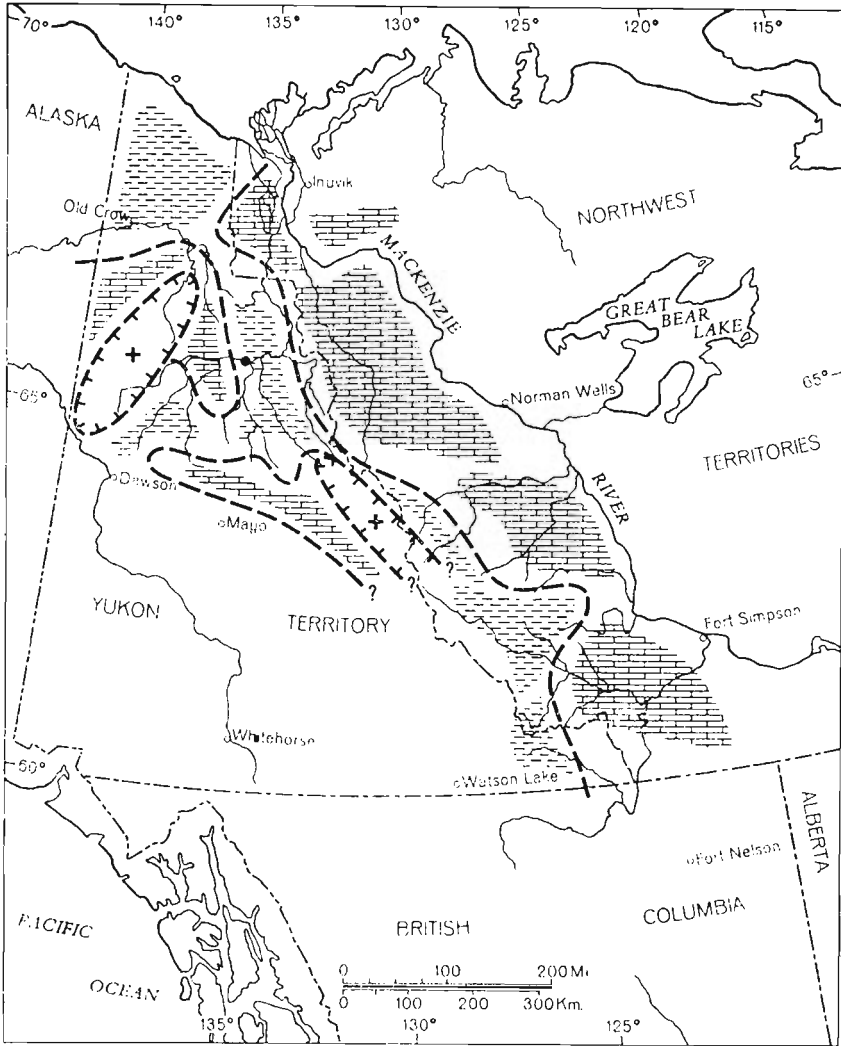 70°
140°
135°
130°
125°
120°
115°
ALASKA
Inuvik
Old Crow
NORTHWEST
MACKENZIE
GREAT
BEAR
LAKE
65°
Norman Wells
65°
TERRITORIES
Dawson
RIVER
Mayo
?
?
?
YUKON
TERRITORY
Fort Simpson
Whitehorse
60°
Watson Lake
ALBERTA
Fort Nelson
PACIFIC
BRITISH
COLUMBIA
OCEAN
0 100 200 Mi
0 100 200 300 Km.
135°
130°
125°